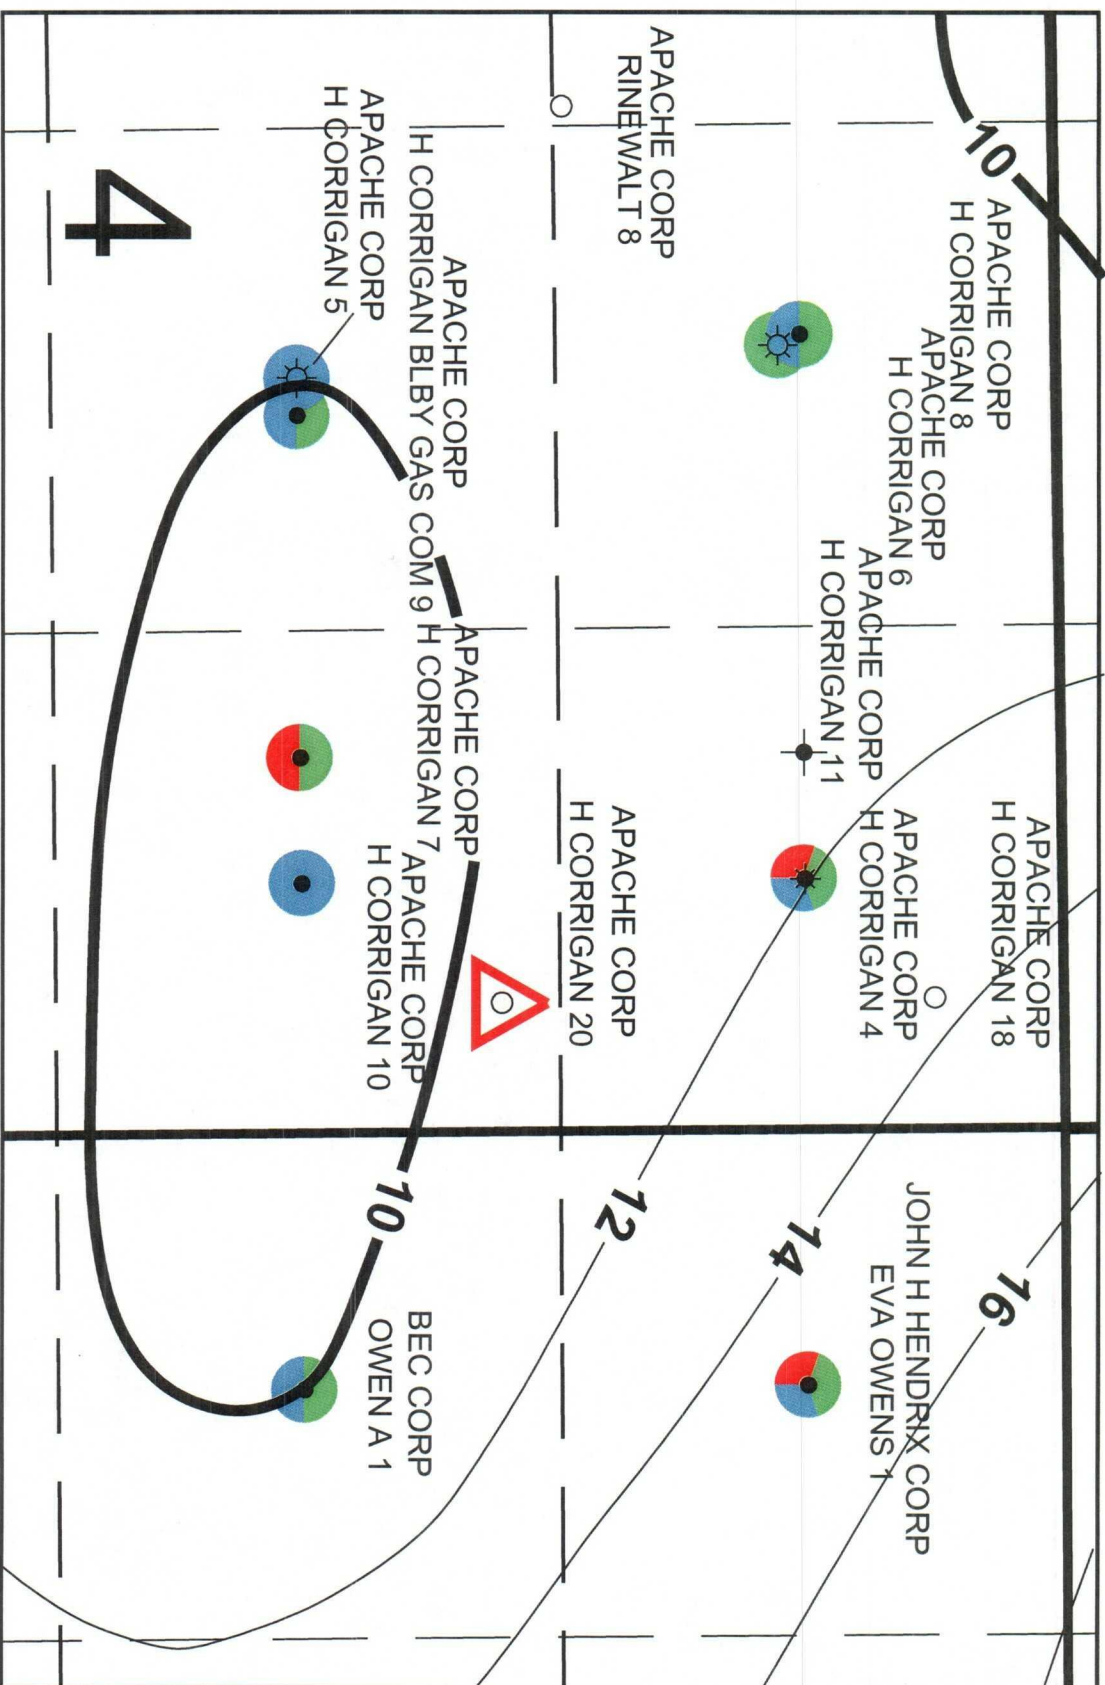 10
APACHE CORP
H CORRIGAN 8
APACHE CORP
H CORRIGAN 6
APACHE CORP
H CORRIGAN 18
APACHE CORP
H CORRIGAN 4
APACHE CORP
H CORRIGAN 11
JOHN H HENDRIX CORP
EVA OWENS 1
16
14
12
APACHE CORP
RINEWALT 8
APACHE CORP
H CORRIGAN 20
APACHE CORP
H CORRIGAN BLBY GAS COM 9
APACHE CORP
H CORRIGAN 7
APACHE CORP
H CORRIGAN 10
APACHE CORP
H CORRIGAN 5
10
BEC CORP
OWEN A 1
4